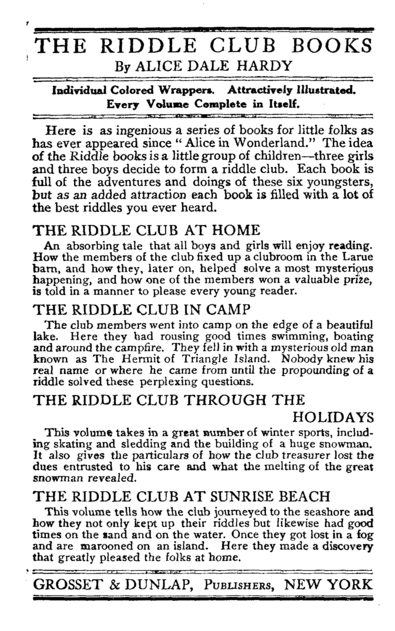 THE RIDDLE CLUB BOOKS
By ALICE DALE HARDY
Individual Colored Wrappers. Attractively Illustrated.
Every Volume Complete in Itself.
Here is as ingenious a series of books for little folks as
has ever appeared since “Alice in Wonderland.” The idea
of the Riddle books is a little group of children—three girls
and three boys decide to form a riddle club. Each book is
full of the adventures and doings of these six youngsters,
but as an added attraction each book is filled with a lot of
the best riddles you ever heard.
THE RIDDLE CLUB AT HOME
An absorbing tale that all boys and girls will enjoy reading.
How the members of the club fixed up a clubroom in the Larue
barn, and how they, later on, helped solve a most mysterious
happening, and how one of the members won a valuable prize,
is told in a manner to please every young reader.
THE RIDDLE CLUB IN CAMP
The club members went into camp on the edge of a beautiful
lake. Here they had rousing good times swimming, boating
and around the campfire. They fell in with a mysterious old man
known as The Hermit of Triangle Island. Nobody knew his
real name or where he came from until the propounding of a
riddle solved these perplexing questions.
THE RIDDLE CLUB THROUGH THE
HOLIDAYS
This volume takes in a great number of winter sports, includ-
ing skating and sledding and the building of a huge snowman.
It also gives the particulars of how the club treasurer lost the
dues entrusted to his care and what the melting of the great
snowman revealed.
THE RIDDLE CLUB AT SUNRISE BEACH
This volume tells how the club journeyed to the seashore and
how they not only kept up their riddles but likewise had good
times on the sand and on the water. Once they got lost in a fog
and are marooned on an island. Here they made a discovery
that greatly pleased the folks at home.
GROSSET & DUNLAP, PUBLISHERS, NEW YORK